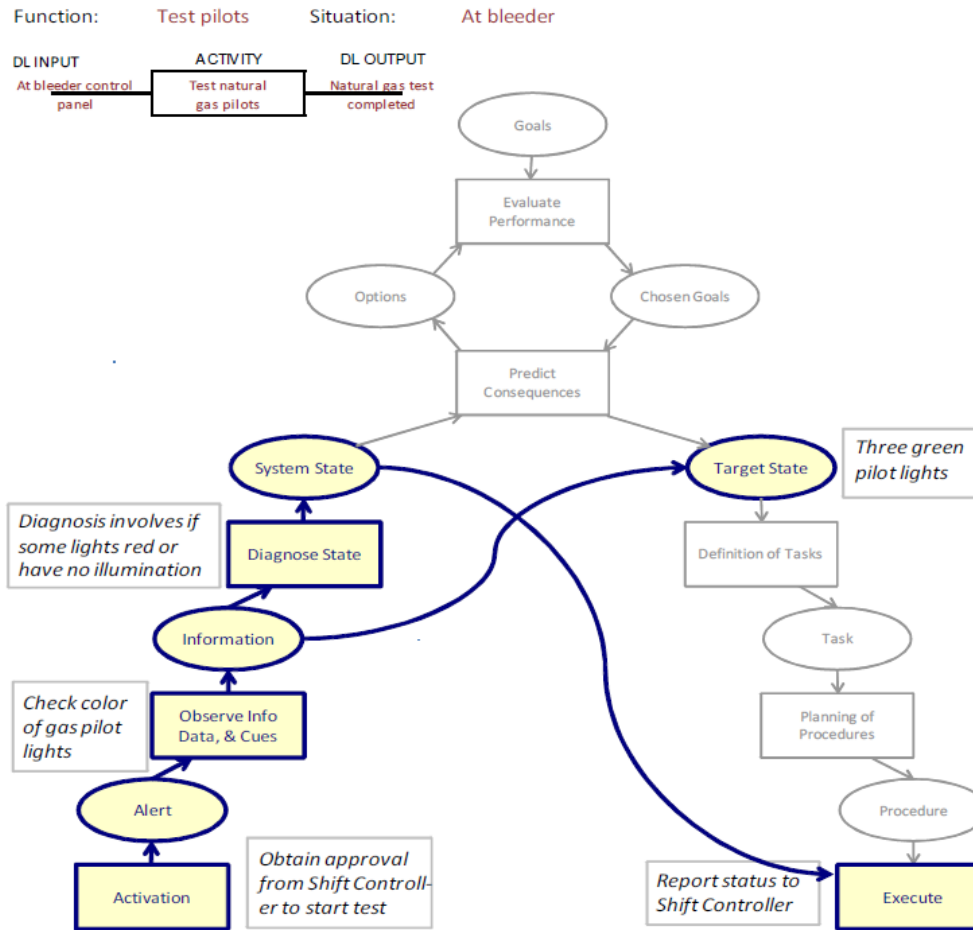 Function: Test pilots Situation: At bleeder
DL INPUT ACTIVITY DL OUTPUT
At bleeder control
panel
Test natural
gas pilots
Natural gas test
completed
Goals
Evaluate
Performance
Options
Chosen Goals
Predict
Consequences
System State
Target State
Three green
pilot lights
Diagnosis involves if
some lights red or
have no illumination
Diagnose State
Definition of Tasks
Information
Task
Check color
of gas pilot
lights
Observe Info
Data, & Cues
Planning of
Procedures
Alert
Procedure
Activation
Obtain approval
from Shift Controll-
er to start test
Report status to
Shift Controller
Execute